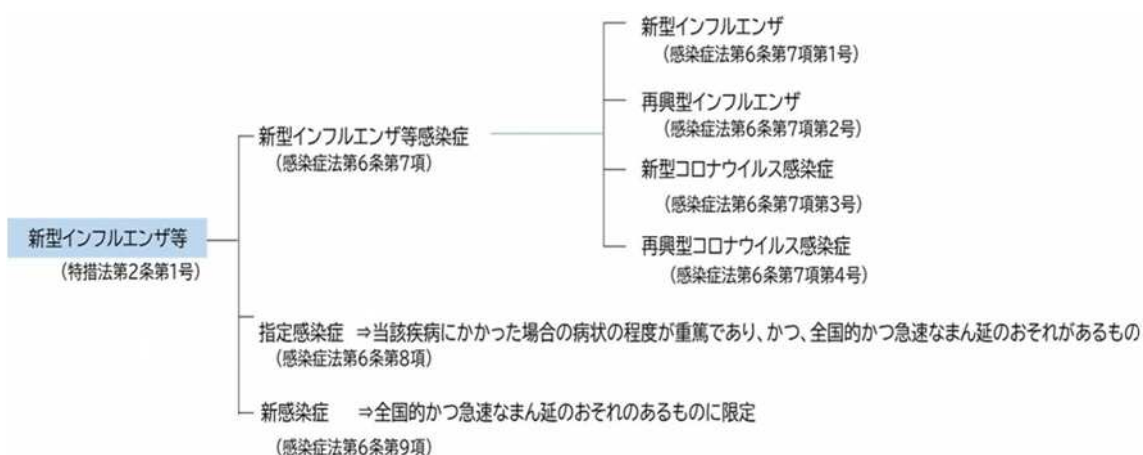 新型インフルエンザ
(感染症法第6条第7項第1号)
再興型インフルエンザ
(感染症法第6条第7項第2号)
新型インフルエンザ等感染症
(感染症法第6条第7項)
新型コロナウイルス感染症
(感染症法第6条第7項第3号)
新型インフルエンザ等
(特措法第2条第1号)
再興型コロナウイルス感染症
(感染症法第6条第7項第4号)
指定感染症 ⇒当該疾病にかかった場合の病状の程度が重篤であり、かつ、全国的かつ急速なまん延のおそれがあるもの
(感染症法第6条第8項)
新感染症 ⇒全国的かつ急速なまん延のおそれのあるものに限定
(感染症法第6条第9項)